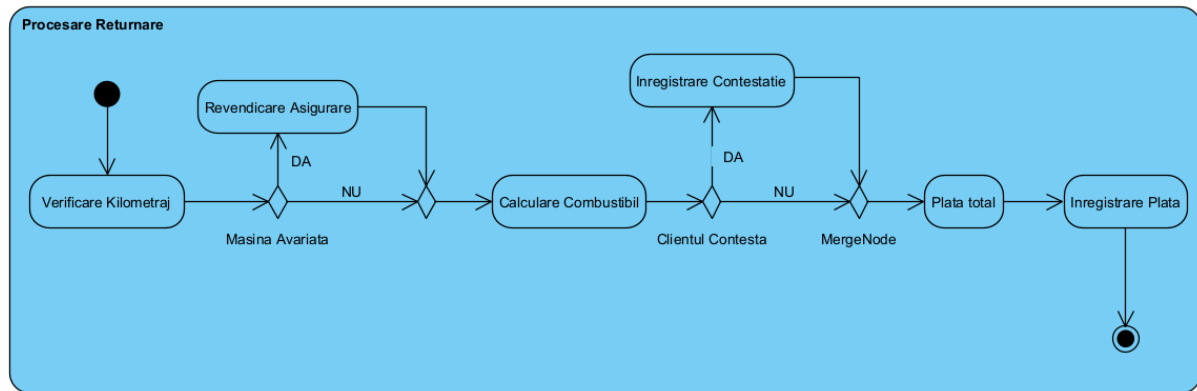 Procesare Returnare
Revendicare Asigurare
Inregistrare Contestatie
DA
DA
Verificare Kilometraj
NU
Calculare Combustibil
NU
Plata total
Inregistrare Plata
Masina Avariata
Clientul Contesta
MergeNode